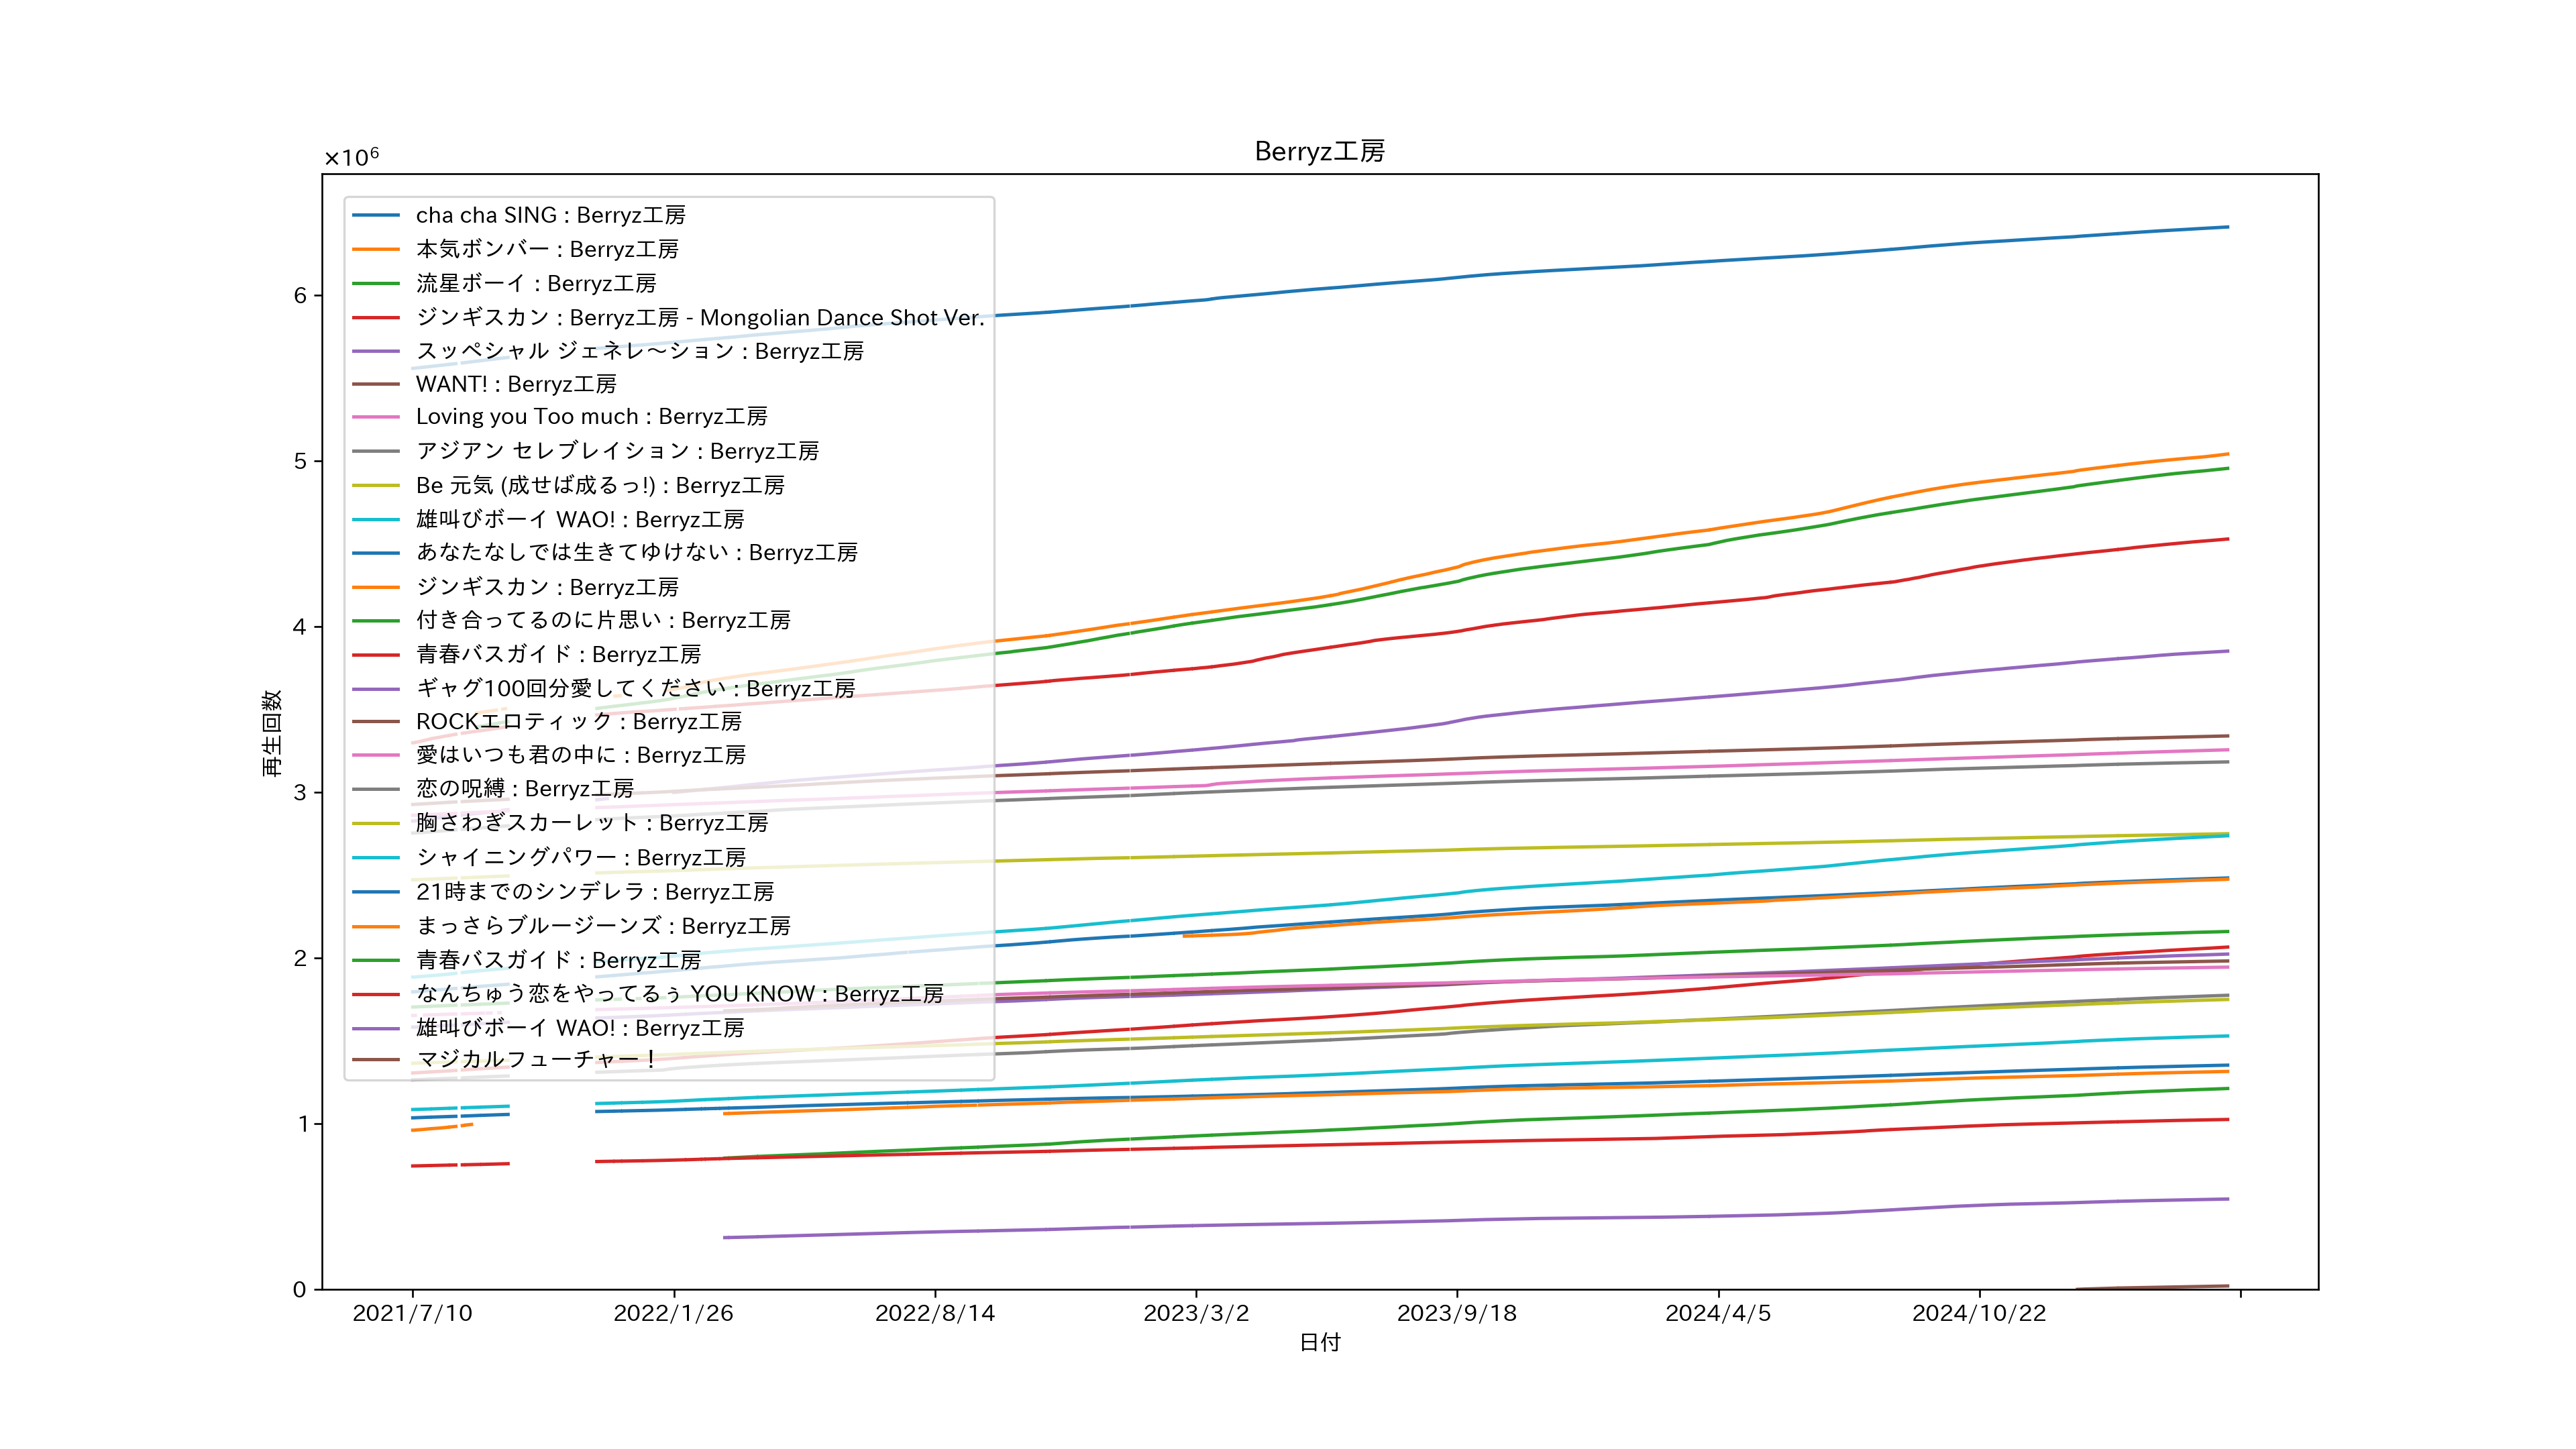 Berryz工房
×10⁶
cha cha SING : Berryz工房
本気ボンバー : Berryz工房
流星ボーイ : Berryz工房
ジンギスカン : Berryz工房 - Mongolian Dance Shot Ver.
スッペシャル ジェネレ〜ション : Berryz工房
WANT! : Berryz工房
Loving you Too much : Berryz工房
アジアン セレブレイション : Berryz工房
Be 元気 (成せば成るっ!) : Berryz工房
雄叫びボーイ WAO! : Berryz工房
あなたなしでは生きてゆけない : Berryz工房
ジンギスカン : Berryz工房
付き合ってるのに片思い : Berryz工房
青春バスガイド : Berryz工房
ギャグ100回分愛してください : Berryz工房
ROCKエロティック : Berryz工房
愛はいつも君の中に : Berryz工房
恋の呪縛 : Berryz工房
胸さわぎスカーレット : Berryz工房
シャイニングパワー : Berryz工房
21時までのシンデレラ : Berryz工房
まっさらブルージーンズ : Berryz工房
青春バスガイド : Berryz工房
なんちゅう恋をやってるぅ YOU KNOW : Berryz工房
雄叫びボーイ WAO! : Berryz工房
マジカルフューチャー！
6
5
4
3
2
1
0
再生回数
2021/7/10 2022/1/26 2022/8/14 2023/3/2 2023/9/18 2024/4/5 2024/10/22
日付